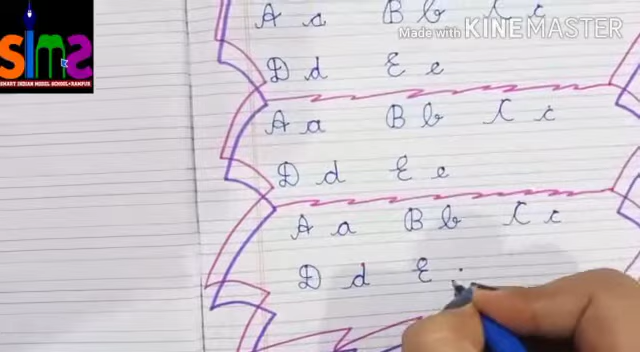 A a B b C c
Made with KINEMASTER
sims
SMART INDIAN MODEL SCHOOL-RAMPUR
D d E e
A a B b C c
D d E e
A a B b C c
D d E